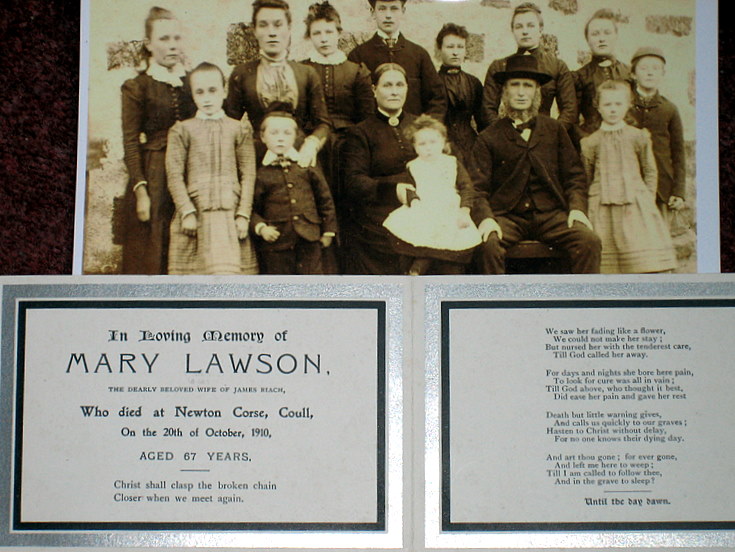 In Loving Memory of
MARY LAWSON,
THE DEARLY BELOVED WIFE OF JAMES RIACH,
Who died at Newton Corse, Coull,
On the 20th of October, 1910,
AGED 67 YEARS.
Christ shall clasp the broken chain
Closer when we meet again.
We saw her fading like a flower,
We could not make her stay;
But nursed her with the tenderest care,
Till God called her away.
For days and nights she bore here pain,
To look for cure was all in vain;
Till God above, who thought it best,
Did ease her pain and gave her rest
Death but little warning gives,
And calls us quickly to our graves;
Hasten to Christ without delay,
For no one knows their dying day.
And art thou gone; for ever gone,
And left me here to weep;
Till I am called to follow thee,
And in the grave to sleep?
Until the day dawn.